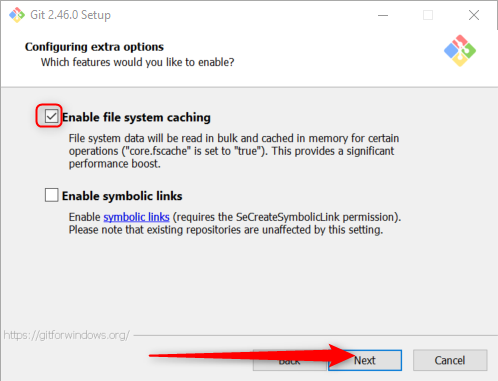 Git 2.46.0 Setup
Configuring extra options
Which features would you like to enable?
Enable file system caching
File system data will be read in bulk and cached in memory for certain
operations ("core.fscache" is set to "true"). This provides a significant
performance boost.
Enable symbolic links
Enable symbolic links (requires the SeCreateSymbolicLink permission).
Please note that existing repositories are unaffected by this setting.
https://gitforwindows.org/
Back
Next
Cancel